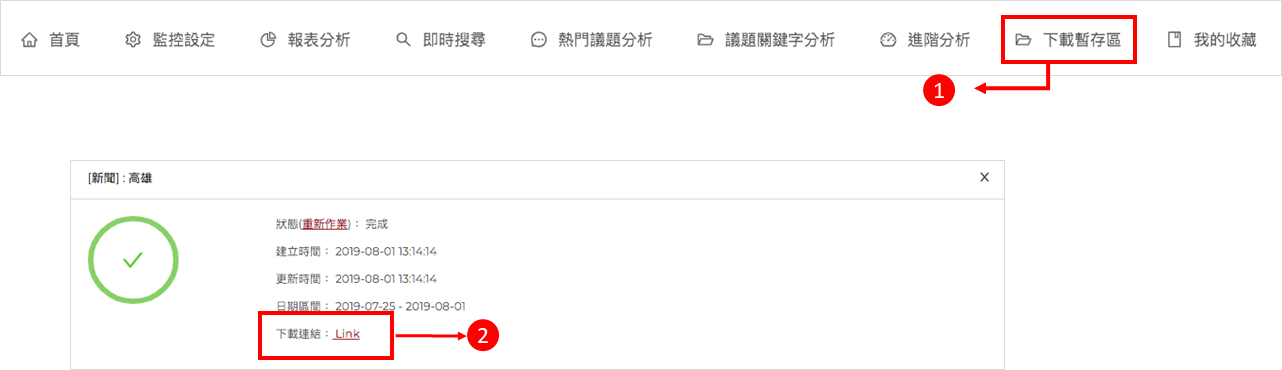 首頁 監控設定 報表分析 即時搜尋 熱門議題分析 議題關鍵字分析 進階分析 下載暫存區 我的收藏
1
[新聞] : 高雄 X
狀態(重新作業)： 完成
建立時間： 2019-08-01 13:14:14
更新時間： 2019-08-01 13:14:14
日期區間： 2019-07-25 - 2019-08-01
下載連結： Link
2